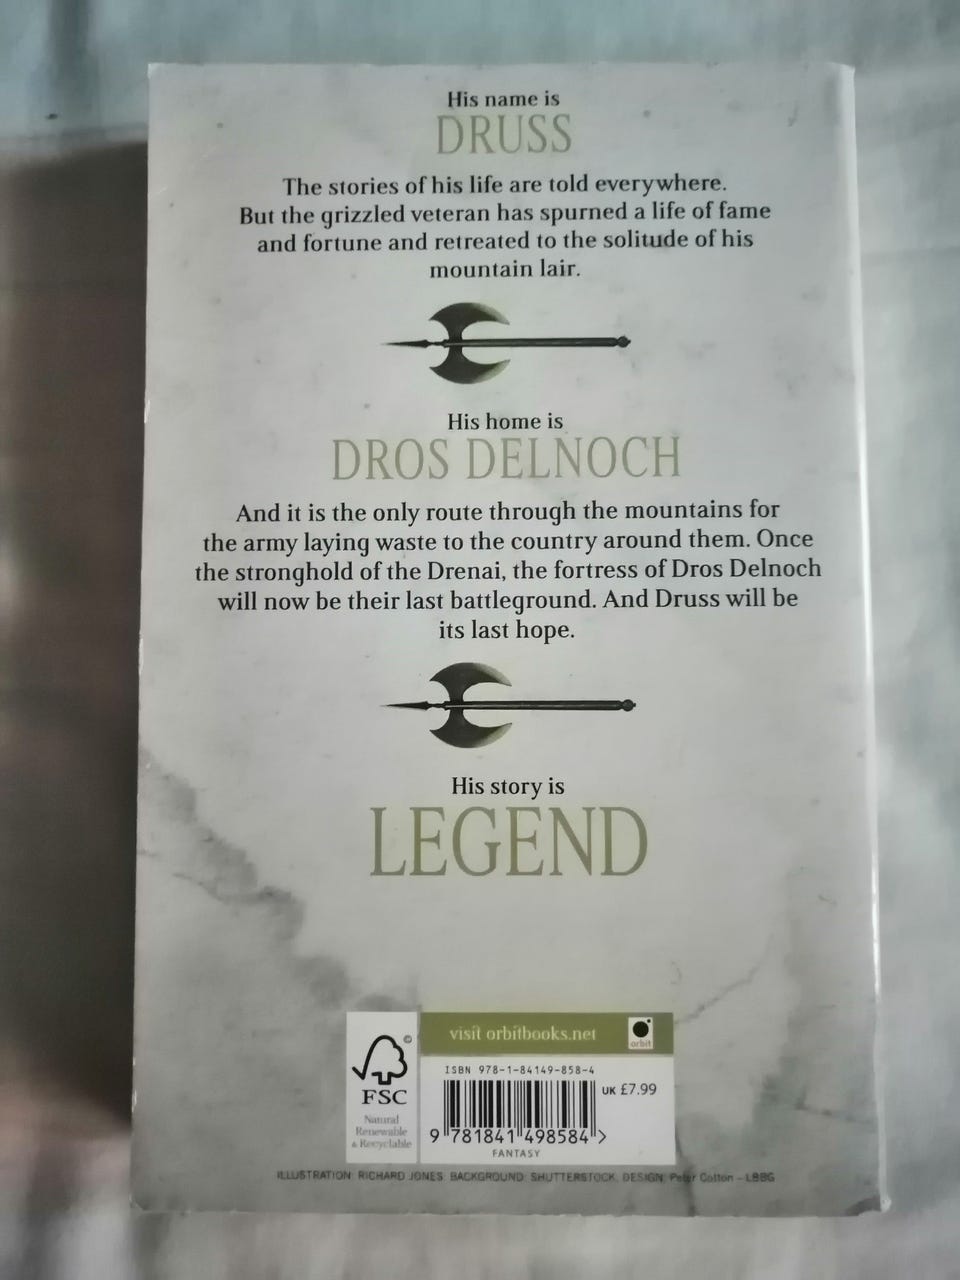 His name is
DRUSS
The stories of his life are told everywhere.
But the grizzled veteran has spurned a life of fame
and fortune and retreated to the solitude of his
mountain lair.
His home is
DROS DELNOCH
And it is the only route through the mountains for
the army laying waste to the country around them. Once
the stronghold of the Drenai, the fortress of Dros Delnoch
will now be their last battleground. And Druss will be
its last hope.
His story is
LEGEND
visit orbitbooks.net
orbit
ISBN 978-1-84149-858-4
UK £7.99
9 781841 498584 >
FANTASY
©
FSC
Natural
Renewable
& Recyclable
ILLUSTRATION: RICHARD JONES. BACKGROUND: SHUTTERSTOCK. DESIGN: Peter Cotton – LBBG